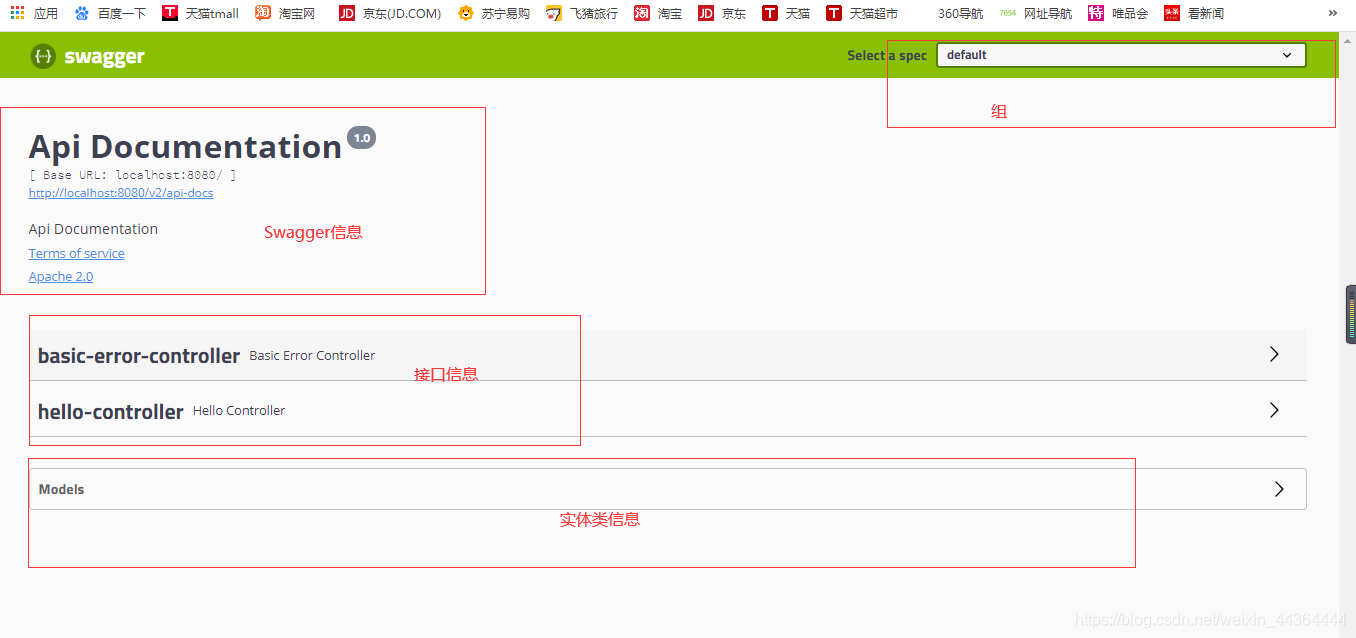 应用 百度一下 天猫tmall 淘宝网 京东(JD.COM) 苏宁易购 飞猪旅行 淘宝 京东 天猫 天猫超市 360导航 网址导航 唯品会 看新闻 »
swagger Select a spec default
组
Api Documentation 1.0
[ Base URL: localhost:8080/ ]
http://localhost:8080/v2/api-docs
Api Documentation
Swagger信息
Terms of service
Apache 2.0
basic-error-controller Basic Error Controller
接口信息
hello-controller Hello Controller
Models
实体类信息
https://blog.csdn.net/weixin_44364444